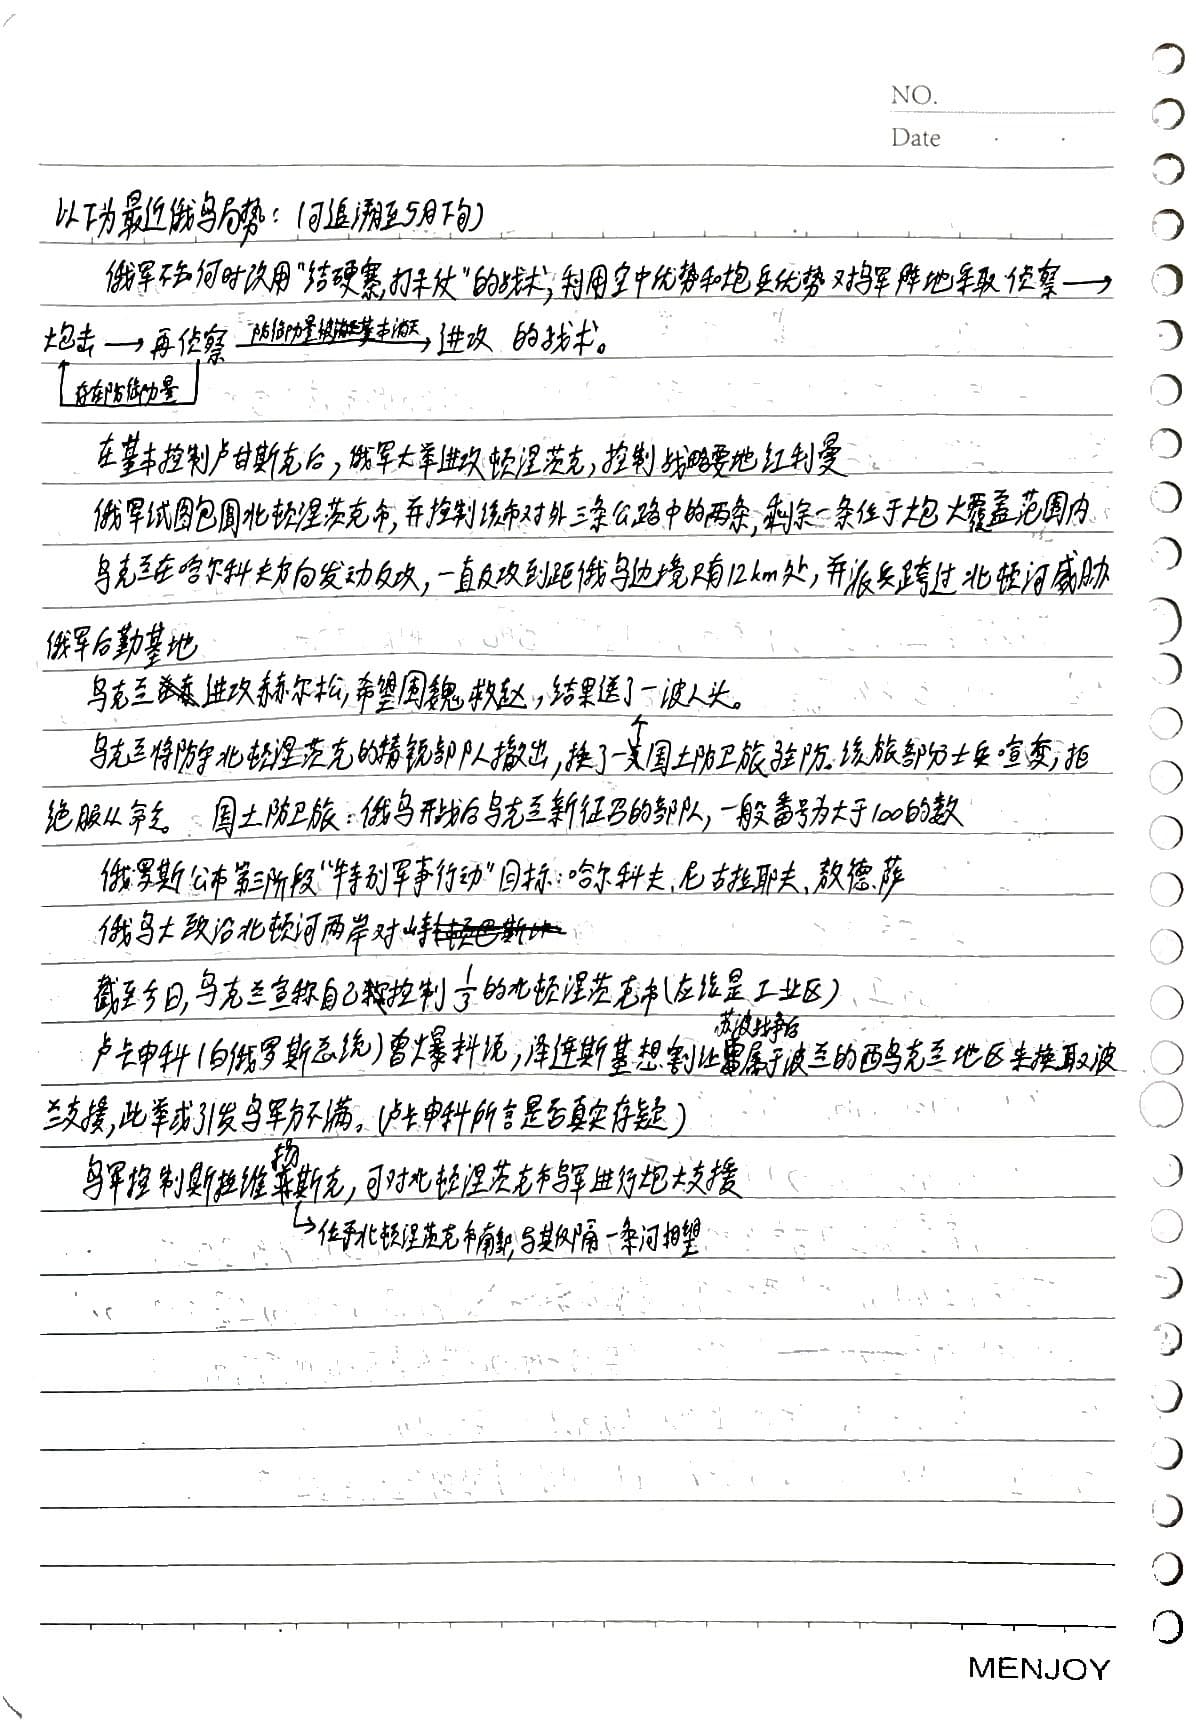 NO.
Date
以下为最近俄乌局势：(可追溯至5月下旬)
俄军不知何时改用“结硬寨,打呆仗”的战术,利用空中优势和炮兵优势对乌军阵地采取侦察→
炮击→再侦察 防御力量被基本消灭→进攻 的战术。
存在防御力量
在基本控制卢甘斯克后,俄军大举进攻顿涅茨克,控制战略要地红利曼
俄军试图包围北顿涅茨克市,并控制该市对外三条公路中的两条,剩余一条位于炮火覆盖范围内
乌克兰在哈尔科夫方向发动反攻,一直反攻到距俄乌边境只有12km处,并派兵跨过北顿河威胁
俄军后勤基地
乌克兰进攻赫尔松,希望围魏救赵,结果送了一波人头。
乌克兰将防守北顿涅茨克的精锐部队撤出,换了一支国土防卫旅驻防。该旅部分士兵喧变,拒
绝服从命令。 国土防卫旅：俄乌开战后乌克兰新征召的部队,一般番号为大于100的数
俄罗斯公布第三阶段“特别军事行动”目标：哈尔科夫,尼古拉耶夫,敖德萨
俄乌大致沿北顿河两岸对峙
截至今日,乌克兰宣称自己控制1/3的北顿涅茨克市(应该是工业区)
苏波战争后
卢卡申科(白俄罗斯总统)曾爆料说,泽连斯基想割让属于波兰的西乌克兰地区来换取波
兰支援,此举或引发乌军方不满。(卢卡申科所言是否真实存疑)
乌军控制斯拉维扬斯克,可对北顿涅茨克市乌军进行炮火支援
位于北顿涅茨克市南部,与其仅隔一条河相望
MENJOY